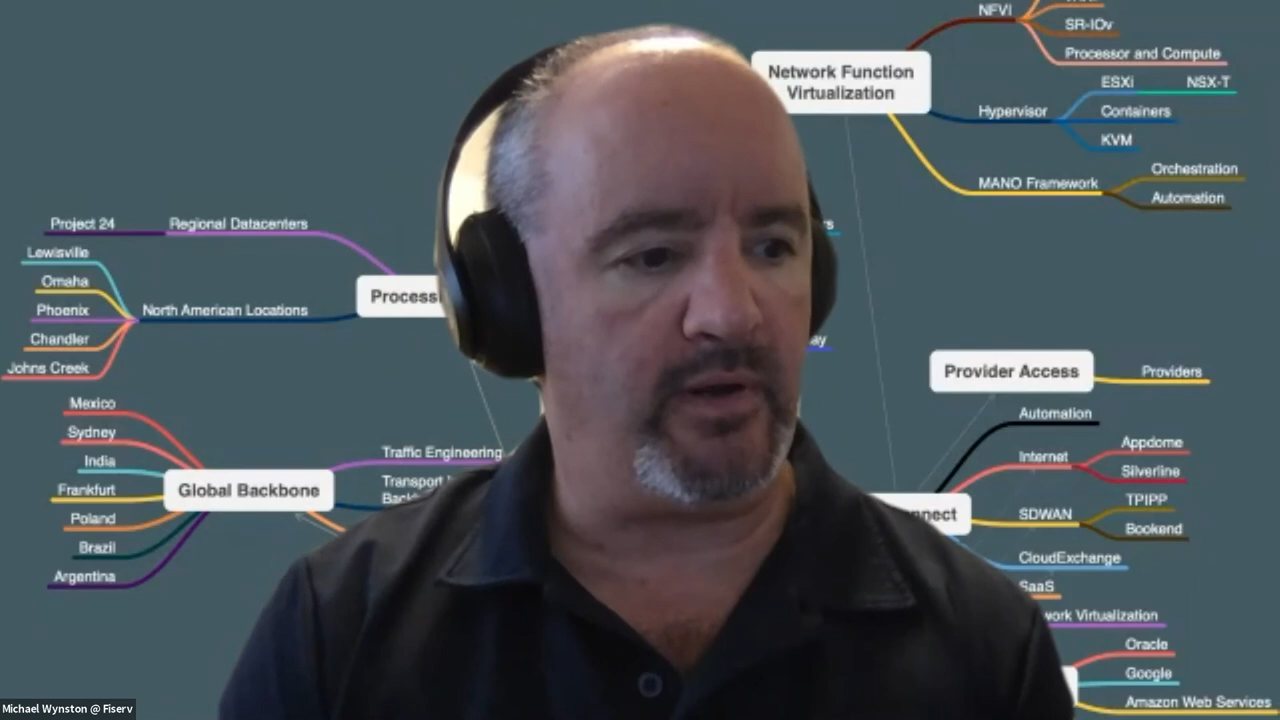 NFVI
SR-IOv
Processor and Compute
Network Function
Virtualization
ESXi
NSX-T
Hypervisor
Containers
KVM
MANO Framework
Orchestration
Automation
Project 24
Regional Datacenters
Lewisville
Omaha
Phoenix
Chandler
Johns Creek
North American Locations
Provider Access
Providers
Mexico
Sydney
India
Frankfurt
Poland
Brazil
Argentina
Global Backbone
Traffic Engineering
Transport
Automation
Internet
Appdome
Silverline
SDWAN
TPIPP
Bookend
CloudExchange
SaaS
Virtualization
Oracle
Google
Amazon Web Services
Michael Wynston @ Fiserv